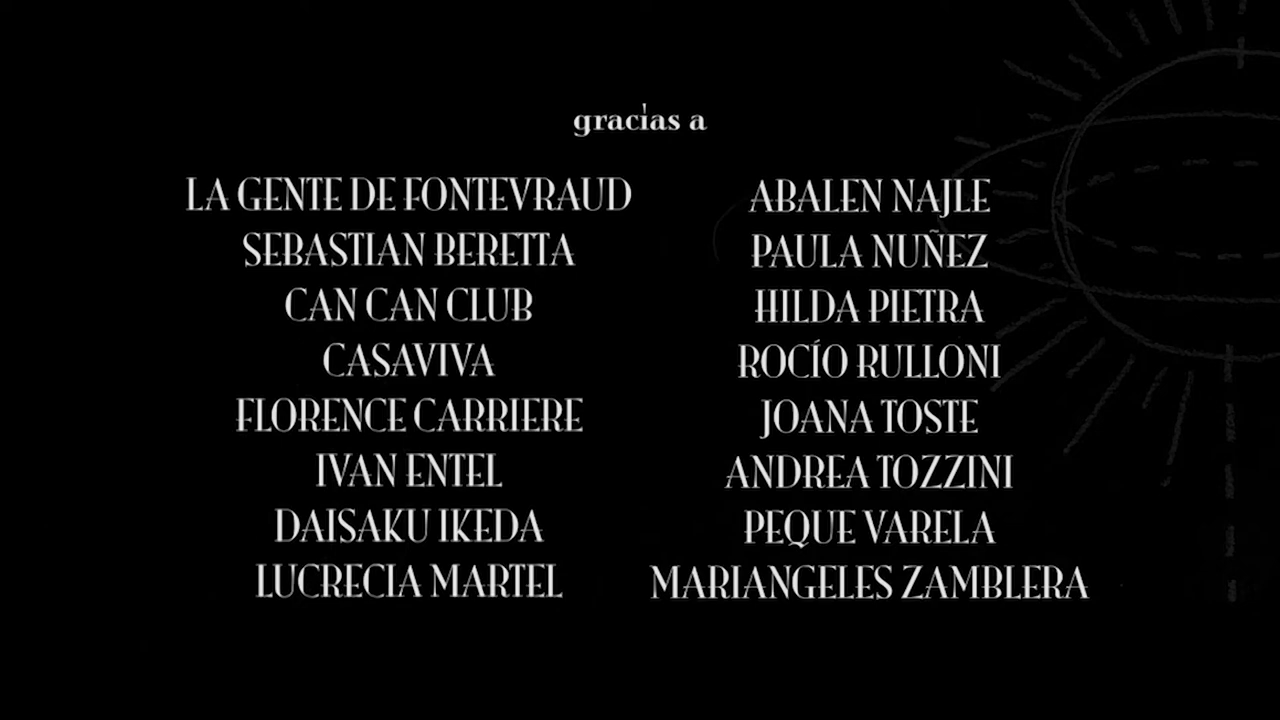 gracias a
LA GENTE DE FONTEVRAUD
SEBASTIAN BERETTA
CAN CAN CLUB
CASAVIVA
FLORENCE CARRIERE
IVAN ENTEL
DAISAKU IKEDA
LUCRECIA MARTEL
ABALEN NAJLE
PAULA NUÑEZ
HILDA PIETRA
ROCÍO RULLONI
JOANA TOSTE
ANDREA TOZZINI
PEQUE VARELA
MARIANGELES ZAMBLERA